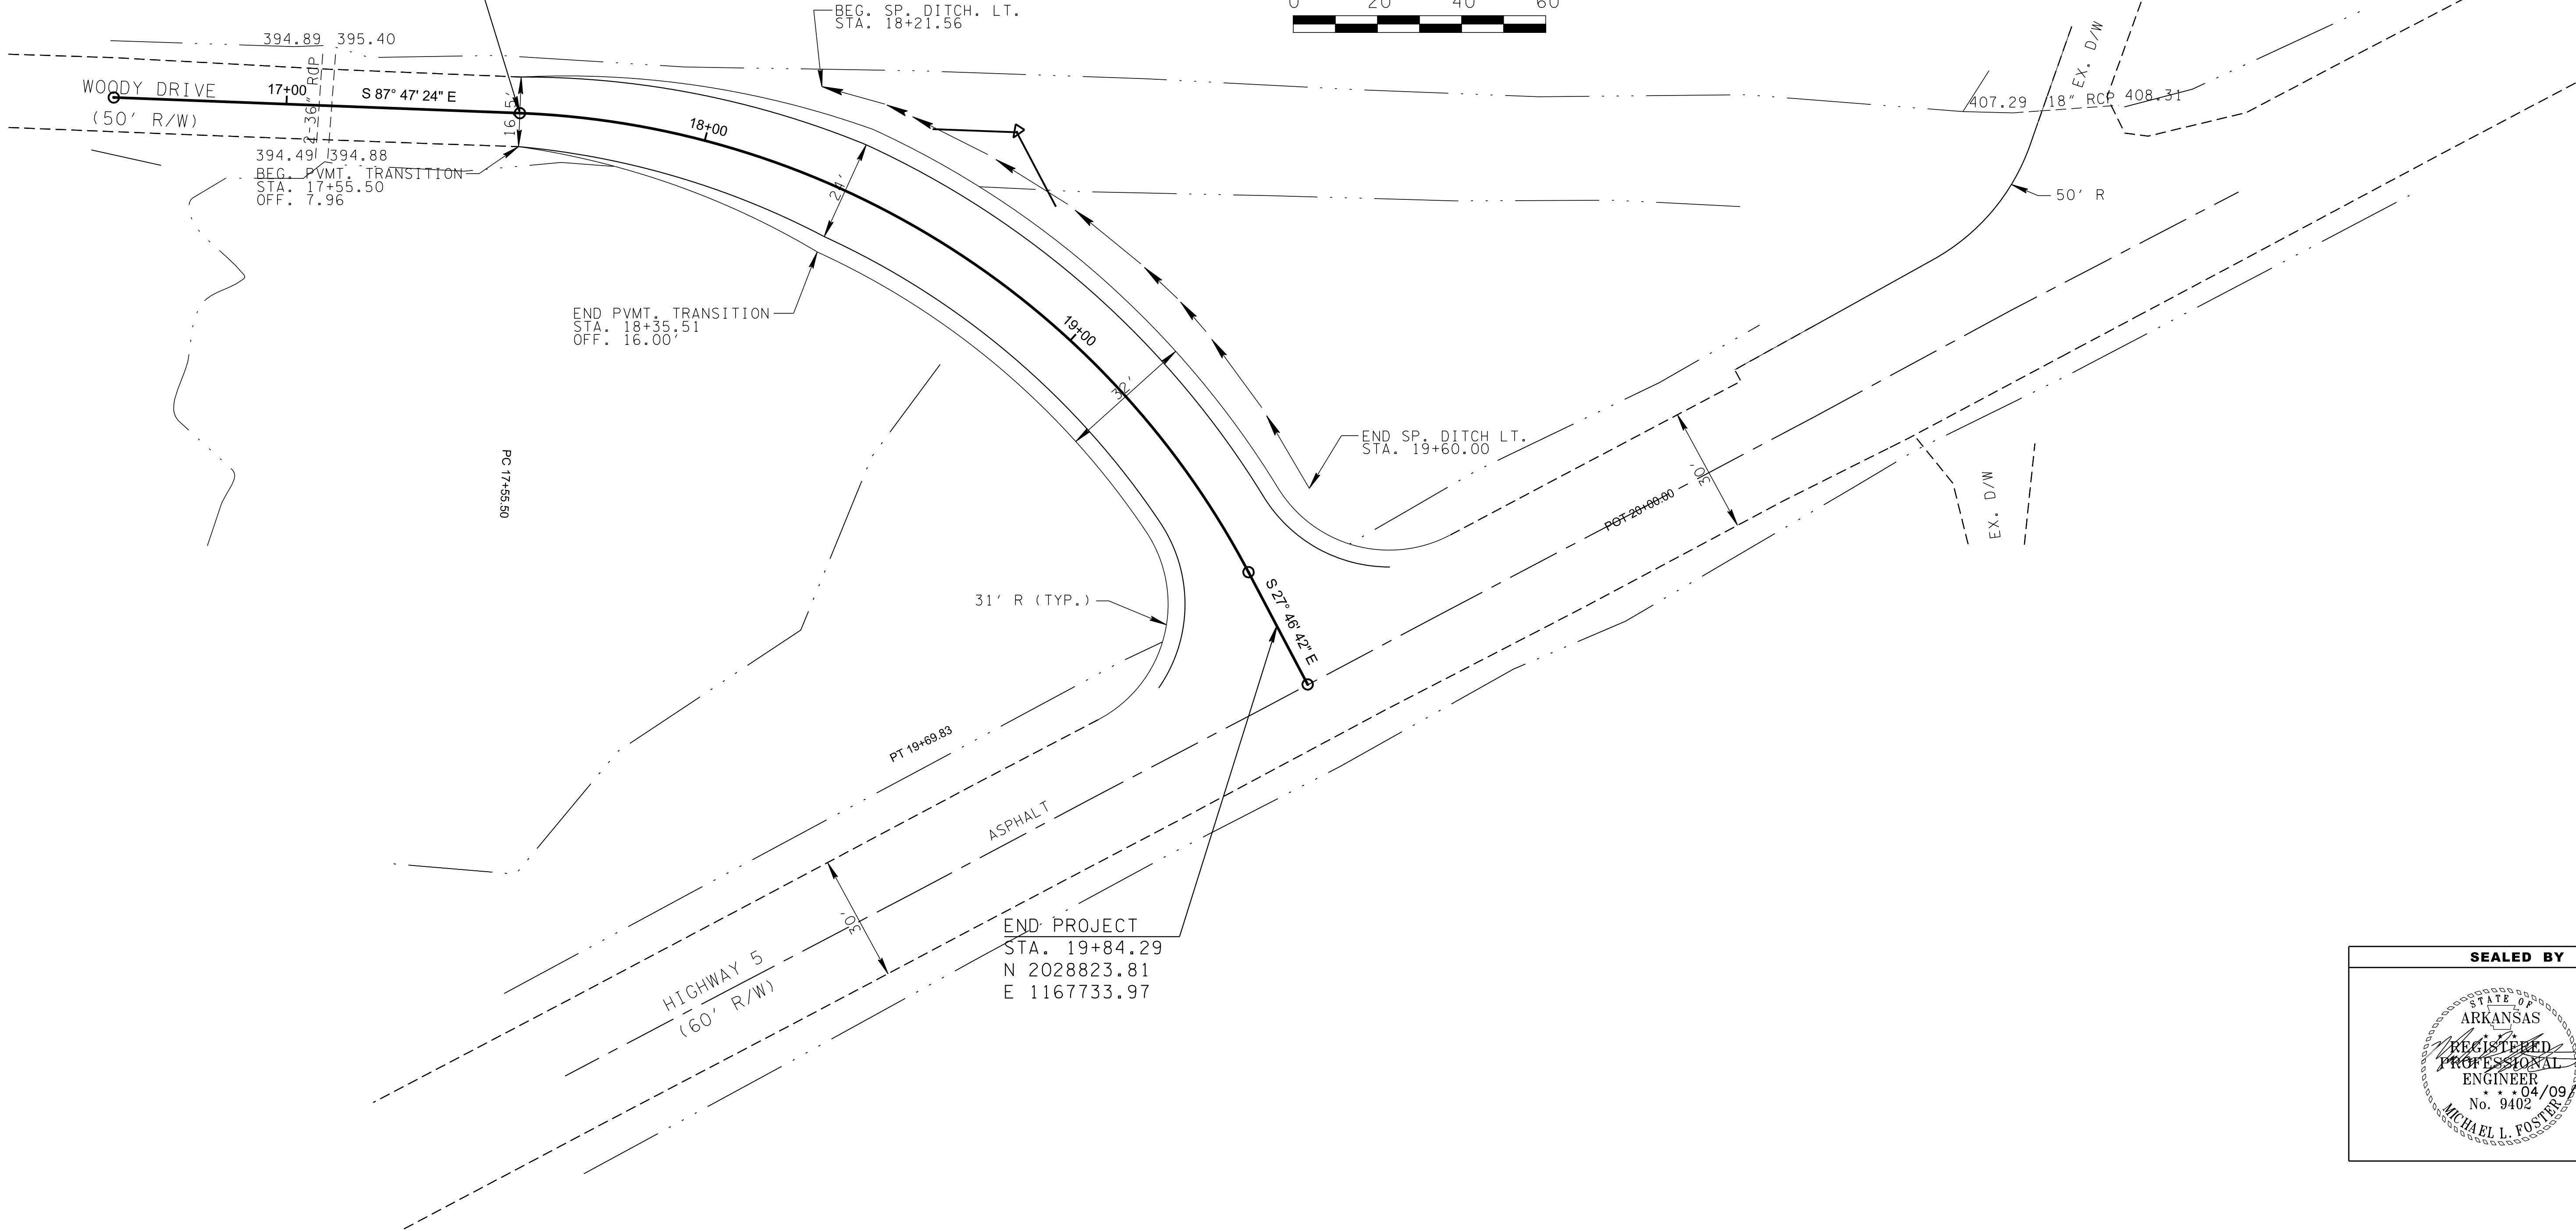 BEG. SP. DITCH. LT.
STA. 18+21.56
0 20 40 60
394.89 395.40
2-36" RCP
WOODY DRIVE
(50' R/W)
17+00
S 87° 47' 24" E
16.5'
18+00
394.49 394.88
BEG. PVMT. TRANSITION
STA. 17+55.50
OFF. 7.96
24'
EX. D/W
407.29 18" RCP 408.31
50' R
END PVMT. TRANSITION
STA. 18+35.51
OFF. 16.00'
19+00
32'
END SP. DITCH LT.
STA. 19+60.00
PC 17+55.50
30'
POT 20+00.00
EX. D/W
S 27° 46' 42" E
31' R (TYP.)
PT 19+69.83
ASPHALT
30'
HIGHWAY 5
(60' R/W)
END PROJECT
STA. 19+84.29
N 2028823.81
E 1167733.97
SEALED BY
STATE OF
ARKANSAS
REGISTERED
PROFESSIONAL
ENGINEER
04/09/
No. 9402
MICHAEL L. FOSTER